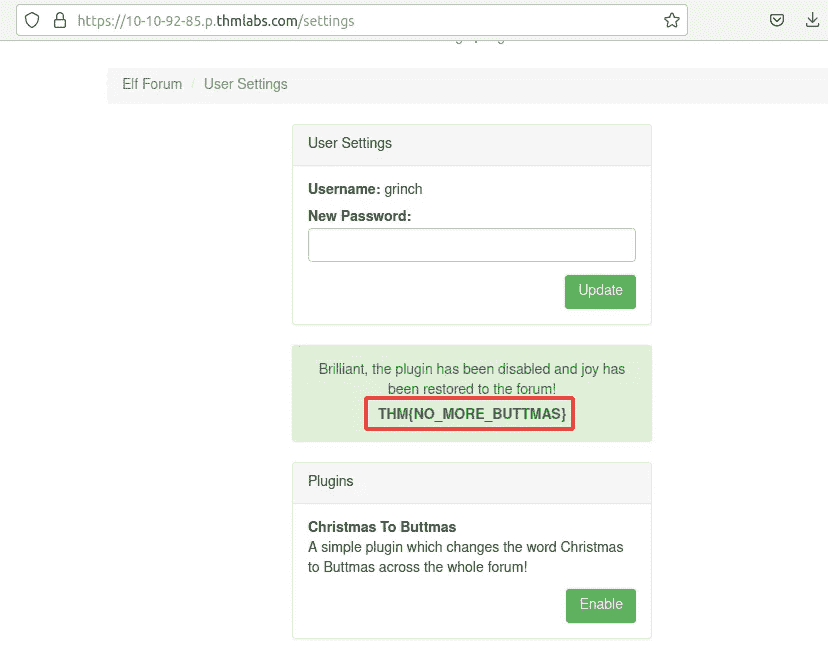 https://10-10-92-85.p.thmlabs.com/settings
Elf Forum / User Settings
User Settings
Username: grinch
New Password:
Update
Brilliant, the plugin has been disabled and joy has
been restored to the forum!
THM{NO_MORE_BUTTMAS}
Plugins
Christmas To Buttmas
A simple plugin which changes the word Christmas
to Buttmas across the whole forum!
Enable